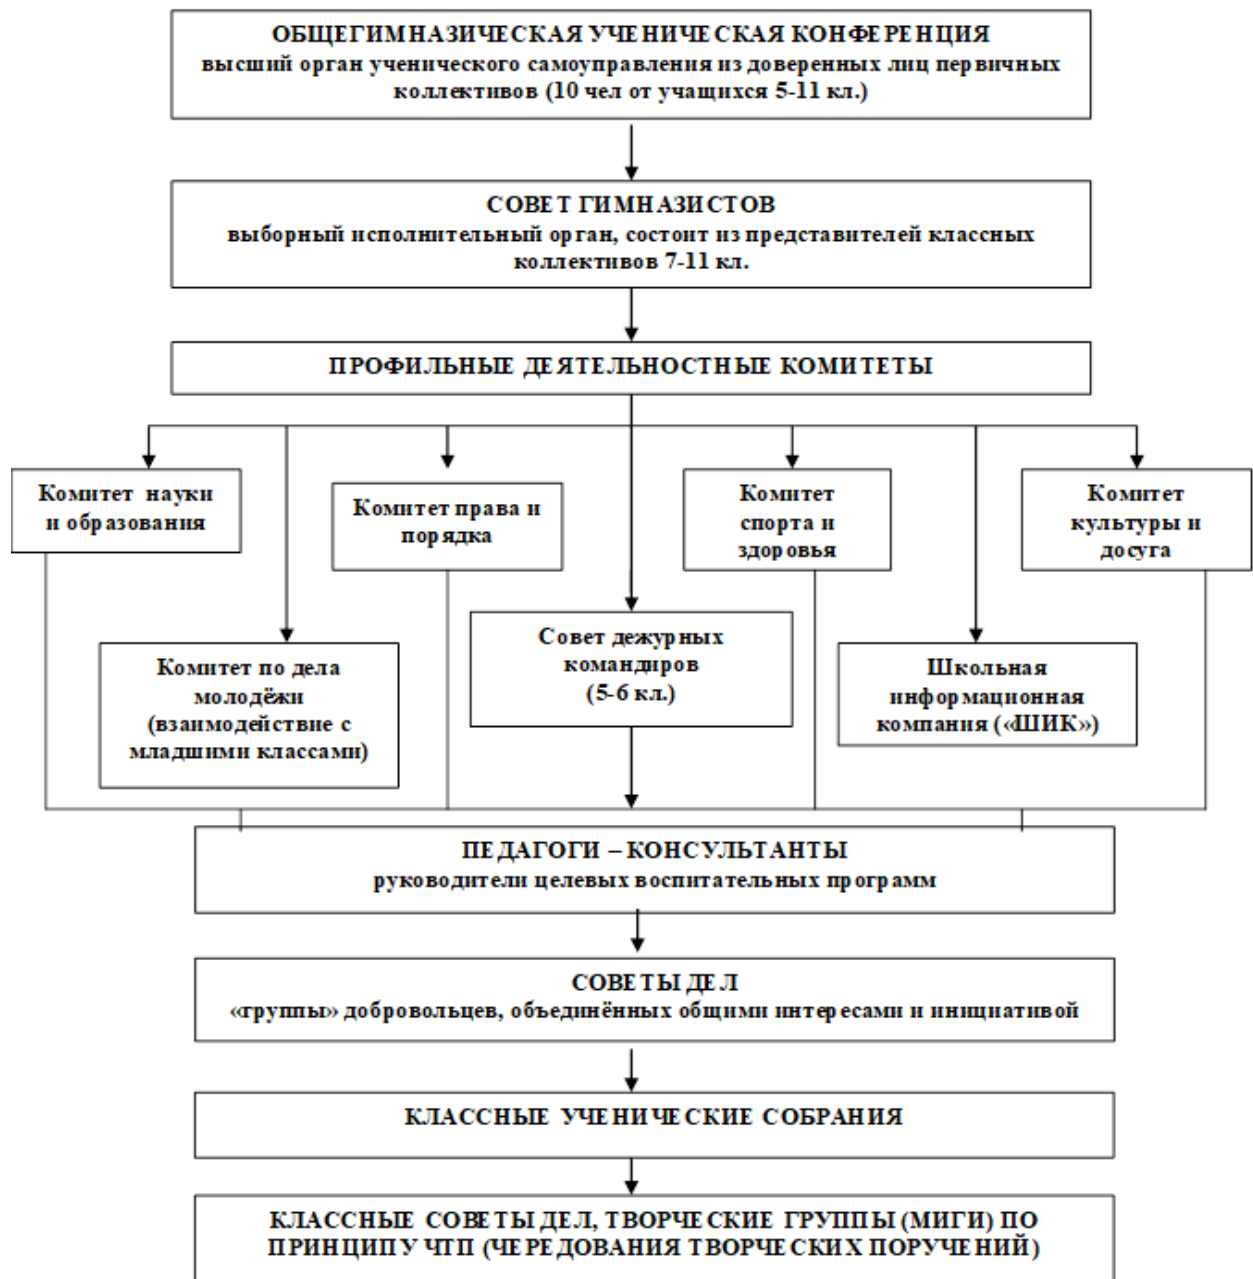 ОБЩЕГИМНАЗИЧЕСКАЯ УЧЕНИЧЕСКАЯ КОНФЕРЕНЦИЯ
высший орган ученического самоуправления из доверенных лиц первичных
коллективов (10 чел от учащихся 5-11 кл.)
СОВЕТ ГИМНАЗИСТОВ
выборный исполнительный орган, состоит из представителей классных
коллективов 7-11 кл.
ПРОФИЛЬНЫЕ ДЕЯТЕЛЬНОСТНЫЕ КОМИТЕТЫ
Комитет науки
и образования
Комитет права и
порядка
Комитет
спорта и
здоровья
Комитет
культуры и
досуга
Комитет по дела
молодёжи
(взаимодействие с
младшими классами)
Совет дежурных
командиров
(5-6 кл.)
Школьная
информационная
компания («ШИК»)
ПЕДАГОГИ – КОНСУЛЬТАНТЫ
руководители целевых воспитательных программ
СОВЕТЫ ДЕЛ
«группы» добровольцев, объединённых общими интересами и инициативой
КЛАССНЫЕ УЧЕНИЧЕСКИЕ СОБРАНИЯ
КЛАССНЫЕ СОВЕТЫ ДЕЛ, ТВОРЧЕСКИЕ ГРУППЫ (МИГИ) ПО
ПРИНЦИПУ ЧТП (ЧЕРЕДОВАНИЯ ТВОРЧЕСКИХ ПОРУЧЕНИЙ)